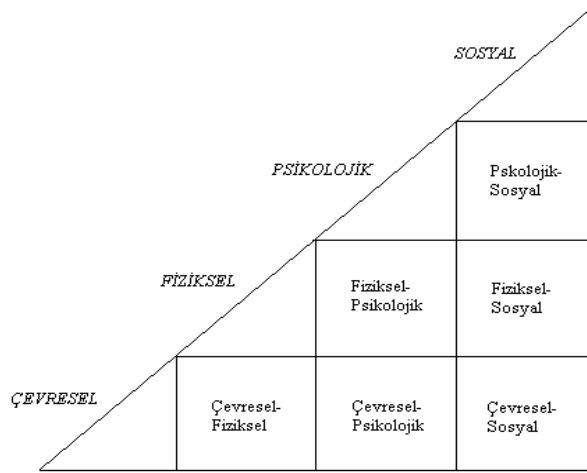 SOSYAL
PSİKOLOJİK
Pskolojik-
Sosyal
FİZİKSEL
Fiziksel-
Psikolojik
Fiziksel-
Sosyal
ÇEVRESEL
Çevresel-
Fiziksel
Çevresel-
Psikolojik
Çevresel-
Sosyal